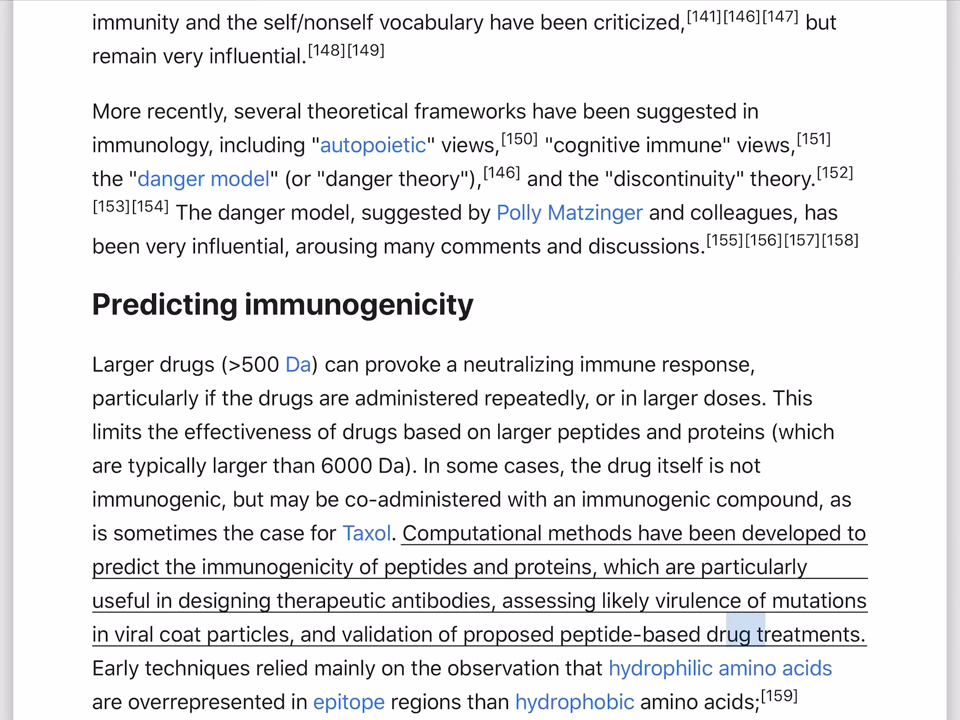 immunity and the self/nonself vocabulary have been criticized,[141][146][147] but
remain very influential.[148][149]
More recently, several theoretical frameworks have been suggested in
immunology, including "autopoietic" views,[150] "cognitive immune" views,[151]
the "danger model" (or "danger theory"),[146] and the "discontinuity" theory.[152]
[153][154] The danger model, suggested by Polly Matzinger and colleagues, has
been very influential, arousing many comments and discussions.[155][156][157][158]
Predicting immunogenicity
Larger drugs (>500 Da) can provoke a neutralizing immune response,
particularly if the drugs are administered repeatedly, or in larger doses. This
limits the effectiveness of drugs based on larger peptides and proteins (which
are typically larger than 6000 Da). In some cases, the drug itself is not
immunogenic, but may be co-administered with an immunogenic compound, as
is sometimes the case for Taxol. Computational methods have been developed to
predict the immunogenicity of peptides and proteins, which are particularly
useful in designing therapeutic antibodies, assessing likely virulence of mutations
in viral coat particles, and validation of proposed peptide-based drug treatments.
Early techniques relied mainly on the observation that hydrophilic amino acids
are overrepresented in epitope regions than hydrophobic amino acids;[159]